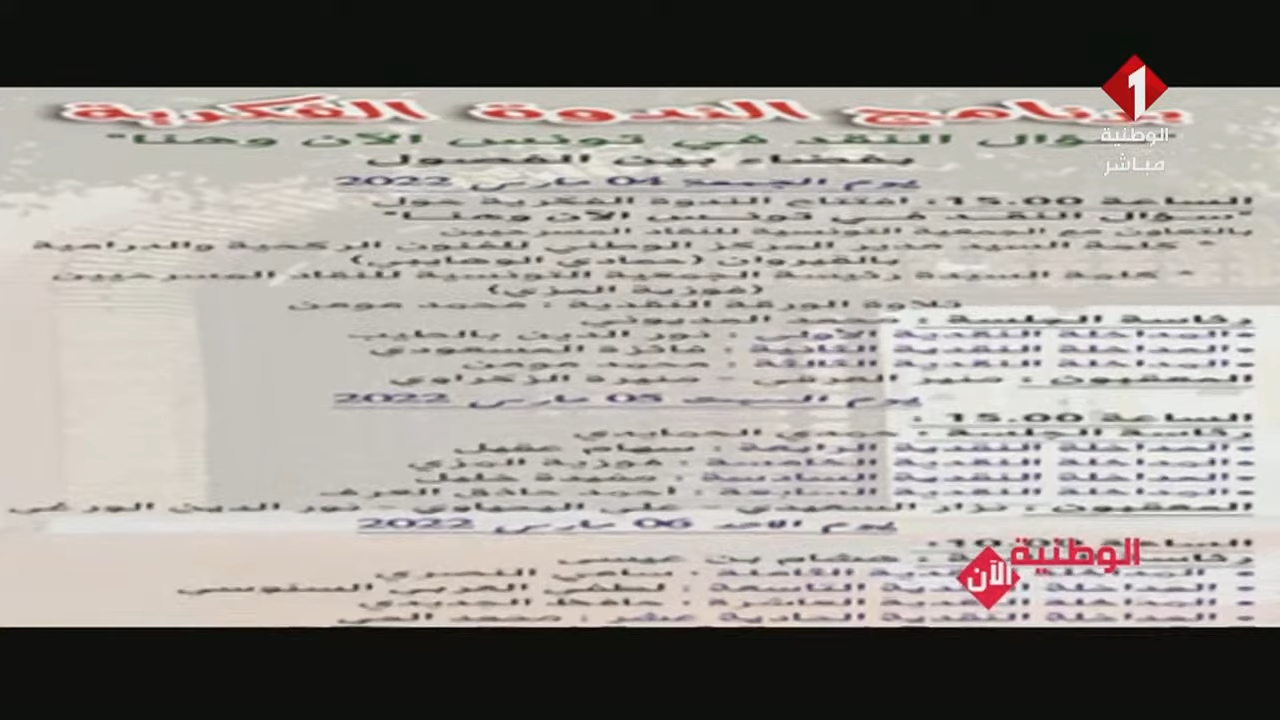 برنامج الندوة الفكرية
"سؤال النقد في تونس الآن وهنا"
بفضاء بين الفصول
يوم الجمعة 04 مارس 2022
الساعة 15.00: افتتاح الندوة الفكرية حول
"سؤال النقد في تونس الآن وهنا"
بالتعاون مع الجمعية التونسية للنقاد المسرحيين
* كلمة السيد مدير المركز الوطني للفنون الركحية والدرامية
بالقيروان (حمادي الوهايبي)
* كلمة السيدة رئيسة الجمعية التونسية للنقاد المسرحيين
(فوزية المزي)
تلاوة الورقة النقدية : محمد مومن
رئاسة الجلسة : محمد المديوني
- المداخلة النقدية الأولى : نور الدين بالطيب
- المداخلة النقدية الثانية : فائزة المسعودي
- المداخلة النقدية الثالثة : محمد مومن
المعقبون : منير العرقي - منيرة الزكراوي
يوم السبت 05 مارس 2022
الساعة 15.00 :
رئاسة الجلسة : حمدي الحمايدي
- المداخلة النقدية الرابعة : سهام عقيل
- المداخلة النقدية الخامسة : فوزية المزي
- المداخلة النقدية السادسة : مفيدة خليل
- المداخلة النقدية السابعة : أحمد حاذق العرف
المعقبون : نزار السعيدي - علي اليحياوي - نور الدين الورغي
يوم الأحد 06 مارس 2022
الساعة 10.00:
رئاسة : هشام بن عيسى
- المداخلة النقدية الثامنة : سامي النصري
- المداخلة النقدية التاسعة : لطفي العربي السنوسي
- المداخلة النقدية العاشرة : حافظ الجديدي
- المداخلة النقدية الحادية عشر : محمد
1
الوطنية
مباشر
الوطنية
الآن